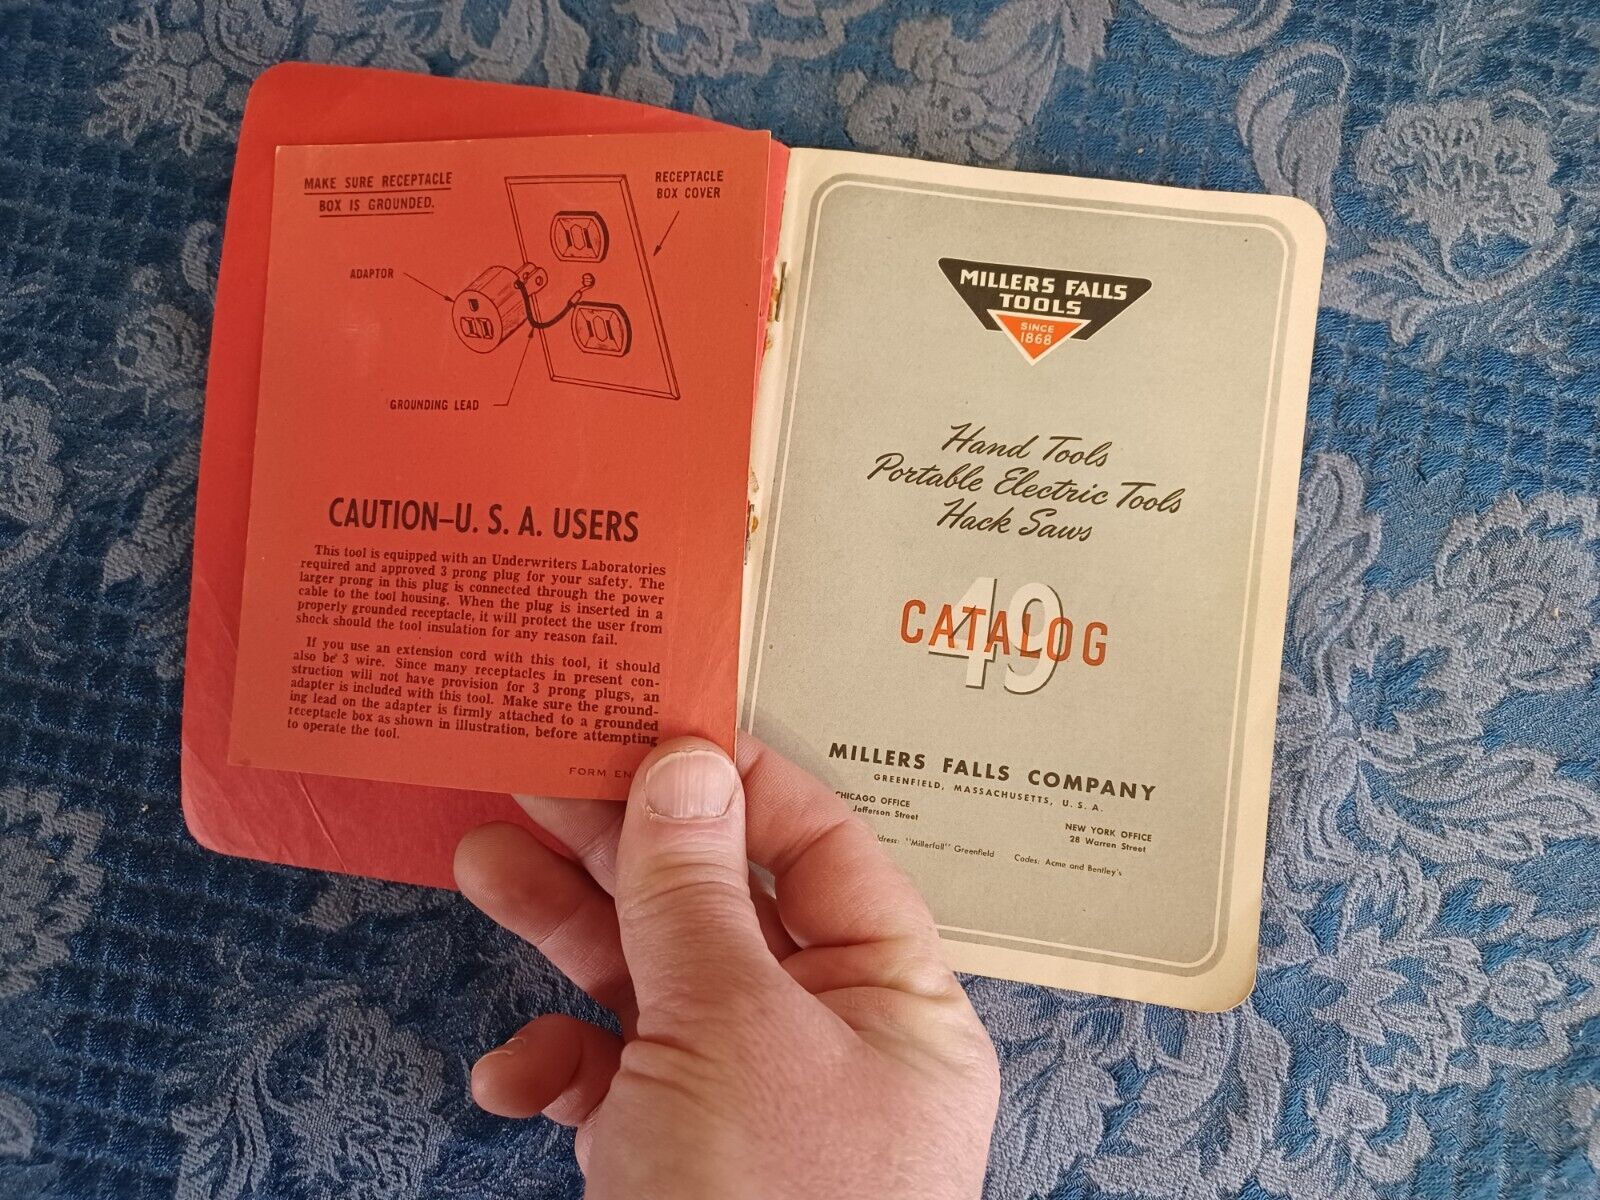 MAKE SURE RECEPTACLE
BOX IS GROUNDED.
RECEPTACLE
BOX COVER
ADAPTOR
GROUNDING LEAD
CAUTION–U. S. A. USERS
This tool is equipped with an Underwriters Laboratories
required and approved 3 prong plug for your safety. The
larger prong in this plug is connected through the power
cable to the tool housing. When the plug is inserted in a
properly grounded receptacle, it will protect the user from
shock should the tool insulation for any reason fail.
If you use an extension cord with this tool, it should
also be 3 wire. Since many receptacles in present con-
struction will not have provision for 3 prong plugs, an
adapter is included with this tool. Make sure the ground-
ing lead on the adapter is firmly attached to a grounded
receptacle box as shown in illustration, before attempting
to operate the tool.
FORM EN
MILLERS FALLS
TOOLS
SINCE
1868
Hand Tools
Portable Electric Tools
Hack Saws
49
CATALOG
MILLERS FALLS COMPANY
GREENFIELD, MASSACHUSETTS, U. S. A.
CHICAGO OFFICE
Jefferson Street
NEW YORK OFFICE
28 Warren Street
"Millerfall" Greenfield
Codes: Acme and Bentley's